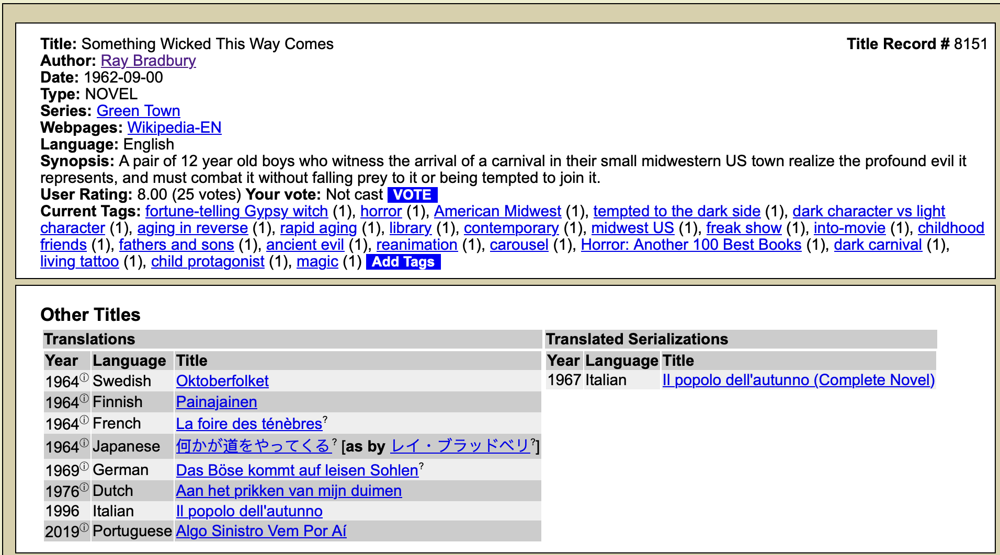 Title: Something Wicked This Way Comes
Title Record # 8151
Author: Ray Bradbury
Date: 1962-09-00
Type: NOVEL
Series: Green Town
Webpages: Wikipedia-EN
Language: English
Synopsis: A pair of 12 year old boys who witness the arrival of a carnival in their small midwestern US town realize the profound evil it
represents, and must combat it without falling prey to it or being tempted to join it.
User Rating: 8.00 (25 votes) Your vote: Not cast VOTE
Current Tags: fortune-telling Gypsy witch (1), horror (1), American Midwest (1), tempted to the dark side (1), dark character vs light
character (1), aging in reverse (1), rapid aging (1), library (1), contemporary (1), midwest US (1), freak show (1), into-movie (1), childhood
friends (1), fathers and sons (1), ancient evil (1), reanimation (1), carousel (1), Horror: Another 100 Best Books (1), dark carnival (1),
living tattoo (1), child protagonist (1), magic (1) Add Tags
Other Titles
Translations
Year Language Title
1964ⓘ Swedish Oktoberfolket
1964ⓘ Finnish Painajainen
1964ⓘ French La foire des ténèbres?
1964ⓘ Japanese 何かが道をやってくる? [as by レイ・ブラッドベリ?]
1969ⓘ German Das Böse kommt auf leisen Sohlen?
1976ⓘ Dutch Aan het prikken van mijn duimen
1996 Italian Il popolo dell'autunno
2019ⓘ Portuguese Algo Sinistro Vem Por Aí
Translated Serializations
Year Language Title
1967 Italian Il popolo dell'autunno (Complete Novel)